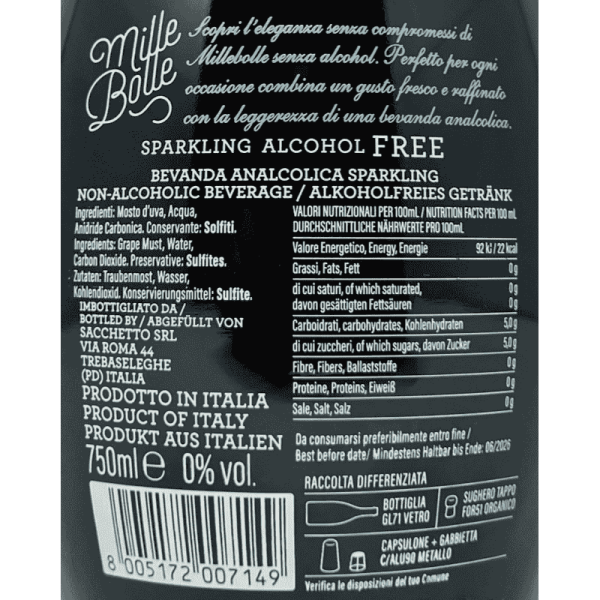 Mille
Bolle
Scopri l'eleganza senza compromessi di
Millebolle senza alcohol. Perfetto per ogni
occasione combina un gusto fresco e raffinato
con la leggerezza di una bevanda analcolica.
SPARKLING ALCOHOL FREE
BEVANDA ANALCOLICA SPARKLING
NON-ALCOHOLIC BEVERAGE / ALKOHOLFREIES GETRÄNK
Ingredienti: Mosto d'uva, Acqua,
Anidride Carbonica. Conservante: Solfiti.
Ingredients: Grape Must, Water,
Carbon Dioxide. Preservative: Sulfites.
Zutaten: Traubenmost, Wasser,
Kohlendioxid. Konservierungsmittel: Sulfite.
IMBOTTIGLIATO DA /
BOTTLED BY / ABGEFÜLLT VON
SACCHETTO SRL
VIA ROMA 44
TREBASELEGHE
(PD) ITALIA
PRODOTTO IN ITALIA
PRODUCT OF ITALY
PRODUKT AUS ITALIEN
750ml e 0% vol.
8 005172 007149
VALORI NUTRIZIONALI PER 100mL / NUTRITION FACTS PER 100 mL
DURCHSCHNITTLICHE NÄHRWERTE PRO 100mL
Valore Energetico, Energy, Energie 92 kJ / 22 kcal
Grassi, Fats, Fett 0 g
di cui saturi, of which saturated,
davon gesättigten Fettsäuren 0 g
Carboidrati, carbohydrates, Kohlenhydraten 5,0 g
di cui zuccheri, of which sugars, davon Zucker 5,0 g
Fibre, Fibers, Ballaststoffe 0 g
Proteine, Proteins, Eiweiß 0 g
Sale, Salt, Salz 0 g
Da consumarsi preferibilmente entro fine /
Best before date/ Mindestens Haltbar bis Ende: 06/2026
RACCOLTA DIFFERENZIATA
BOTTIGLIA
GL71 VETRO
SUGHERO TAPPO
FOR51 ORGANICO
CAPSULONE + GABBIETTA
C/ALU90 METALLO
Verifica le disposizioni del tuo Comune